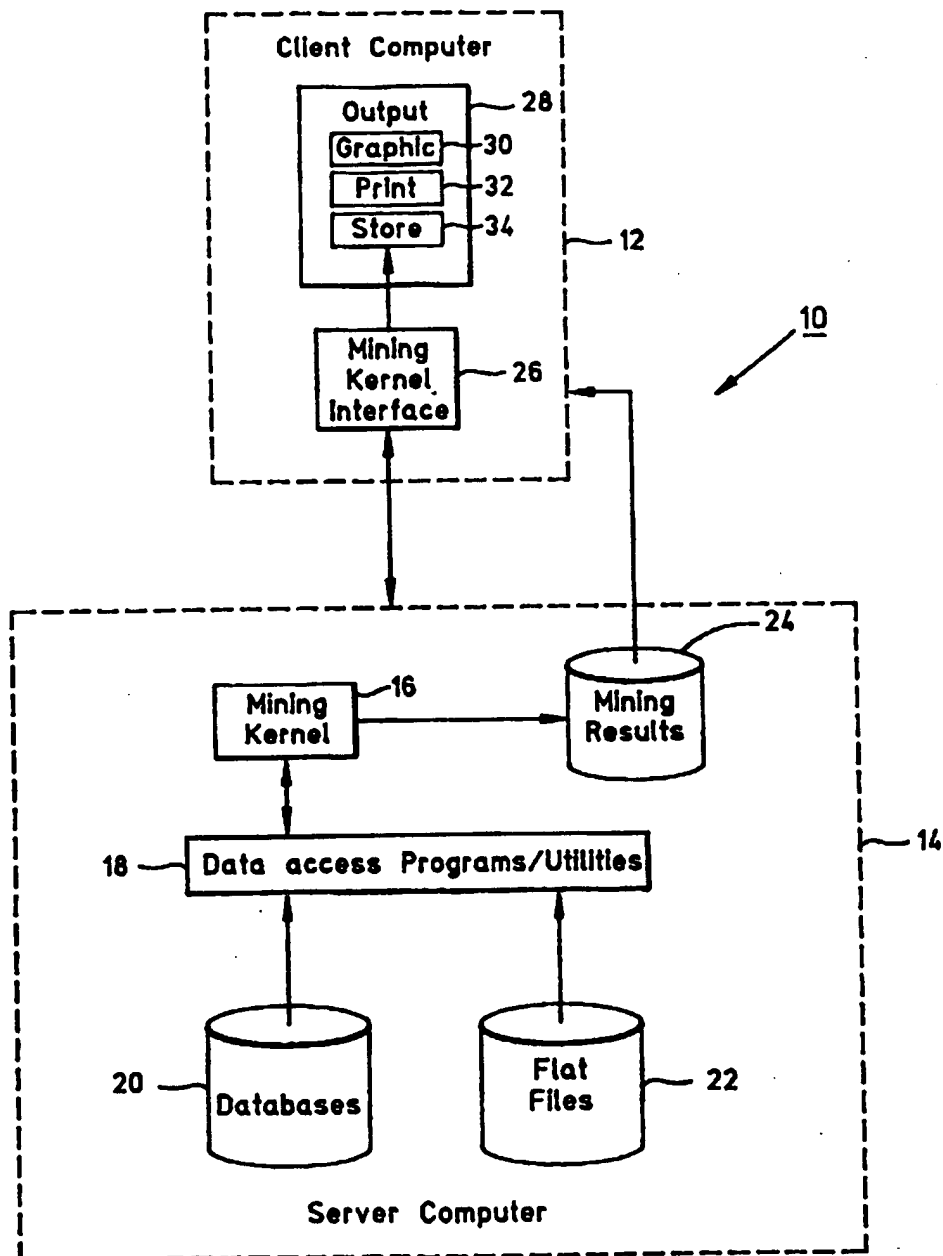 Client Computer
Output
28
Graphic
30
Print
32
Store
34
12
10
Mining
Kernel
Interface
26
24
Mining
Kernel
16
Mining
Results
14
18
Data access Programs/Utilities
20
Databases
Flat
Files
22
Server Computer